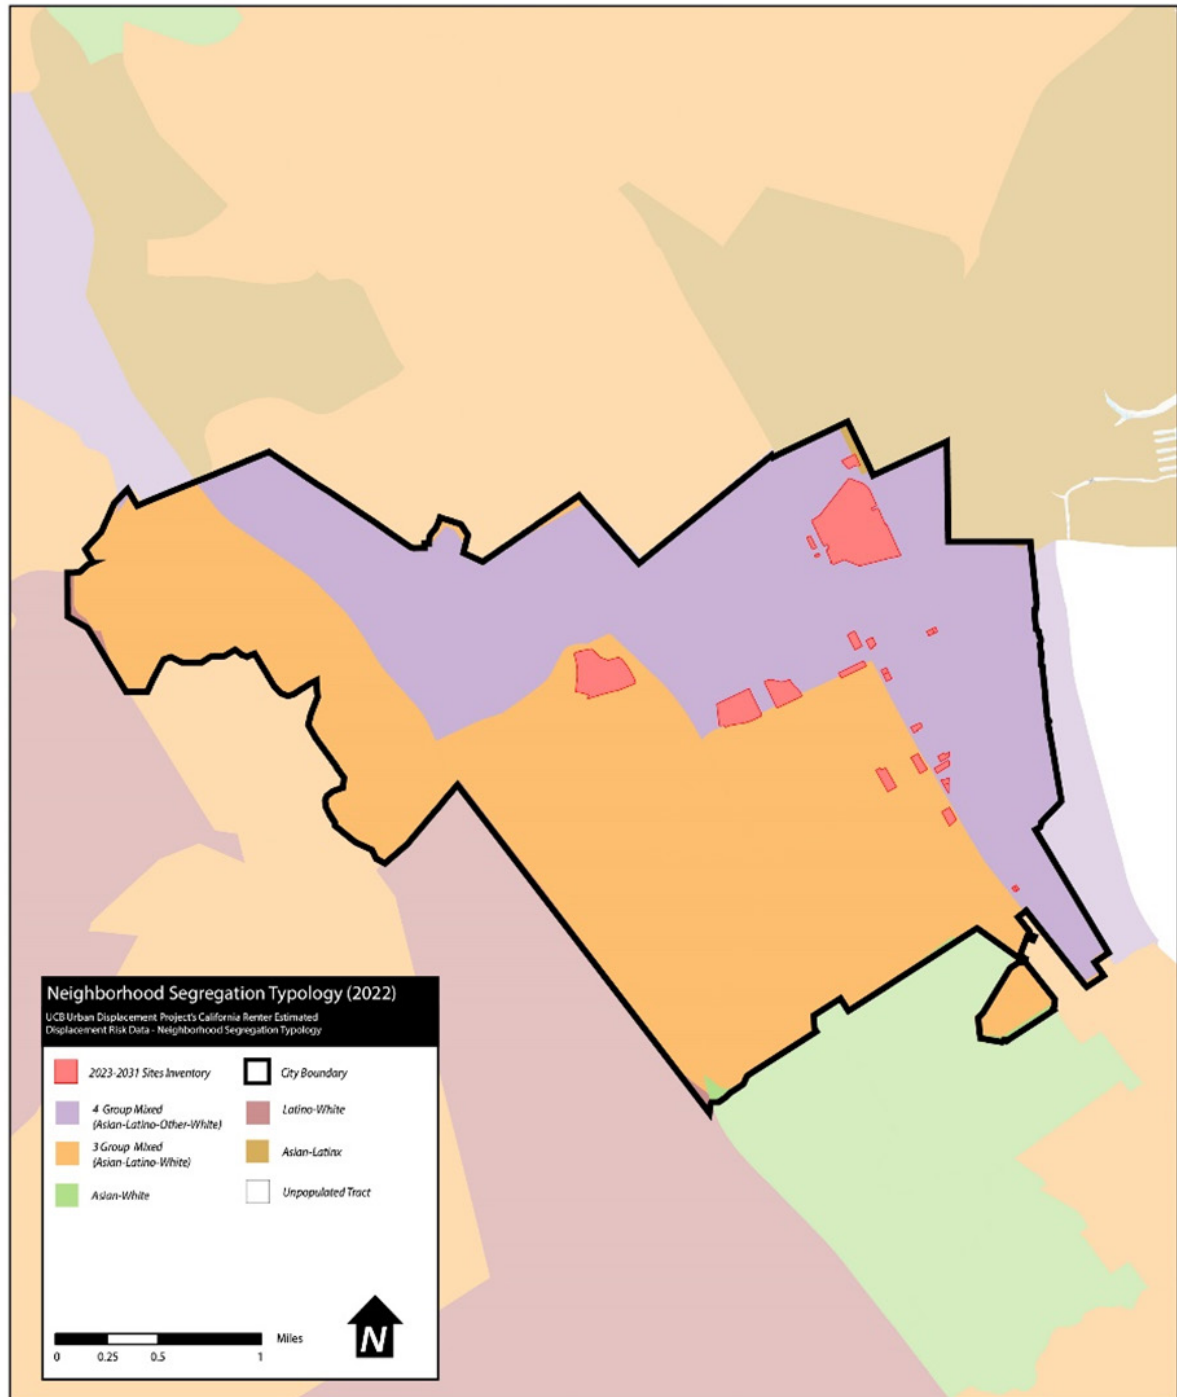 Neighborhood Segregation Typology (2022)
UCB Urban Displacement Project's California Renter Estimated
Displacement Risk Data - Neighborhood Segregation Typology
2023-2031 Sites Inventory
City Boundary
4 Group Mixed
(Asian-Latino-Other-White)
Latino-White
3 Group Mixed
(Asian-Latino-White)
Asian-Latinx
Asian-White
Unpopulated Tract
Miles
0 0.25 0.5 1
N